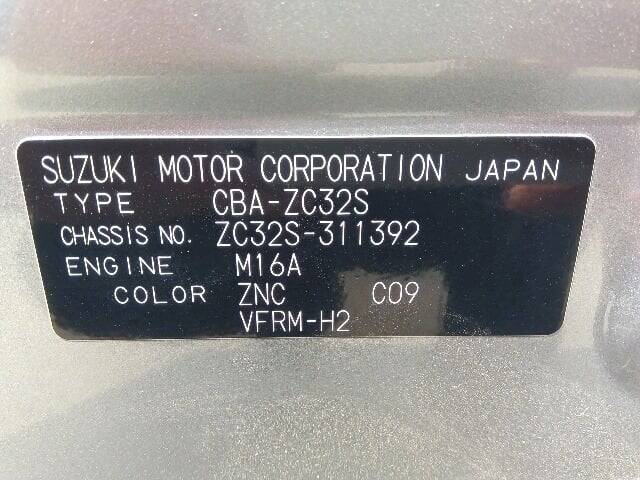 SUZUKI MOTOR CORPORATION JAPAN
TYPE CBA-ZC32S
CHASSIS NO. ZC32S-311392
ENGINE M16A
COLOR ZNC C09
VFRM-H2